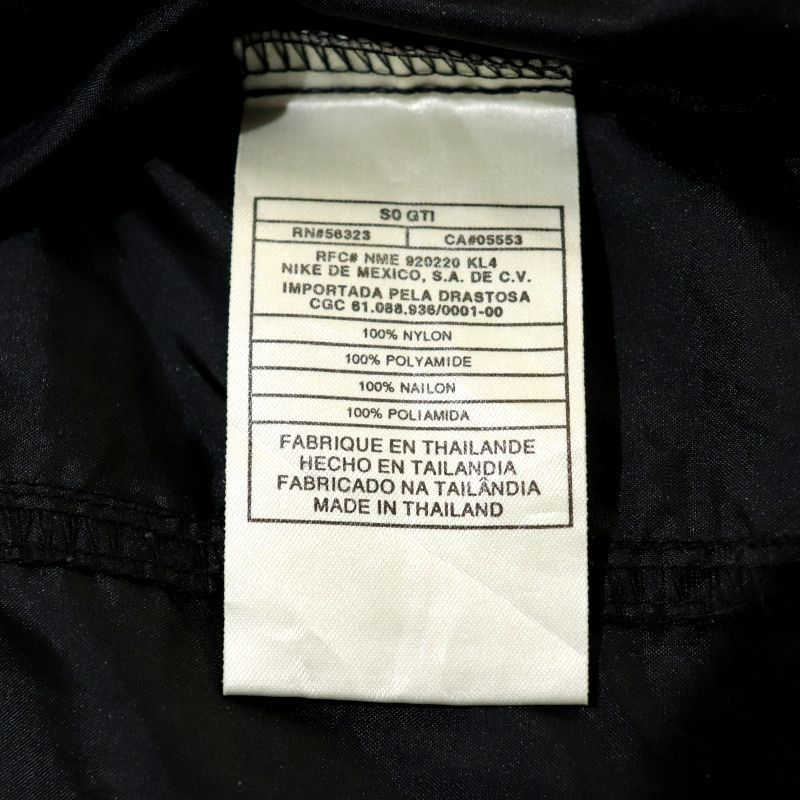 S0 GTI
RN#56323 CA#05553
RFC# NME 920220 KL4
NIKE DE MEXICO, S.A. DE C.V.
IMPORTADA PELA DRASTOSA
CGC 61.088.936/0001-00
100% NYLON
100% POLYAMIDE
100% NAILON
100% POLIAMIDA
FABRIQUE EN THAILANDE
HECHO EN TAILANDIA
FABRICADO NA TAILÂNDIA
MADE IN THAILAND